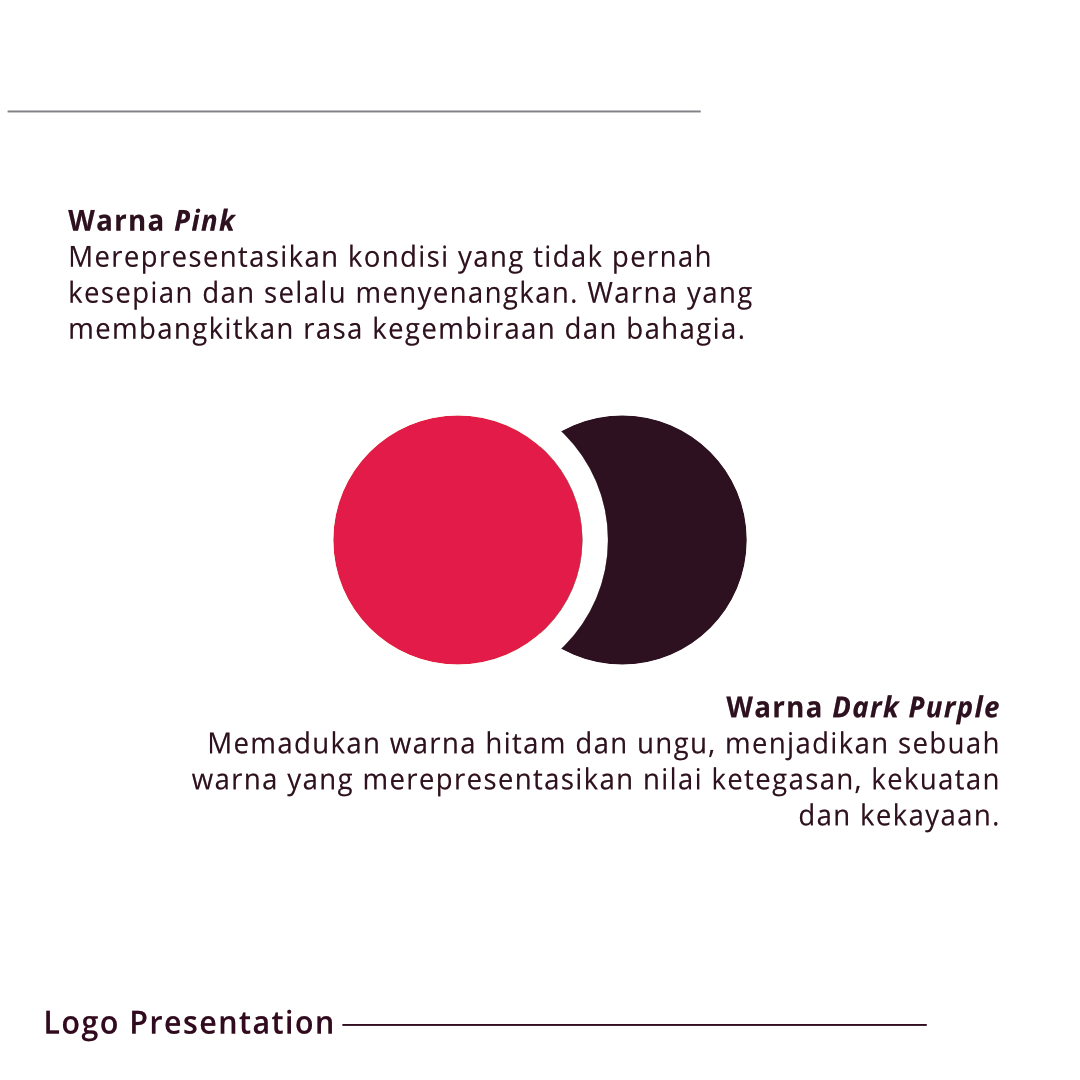 Warna Pink
Merepresentasikan kondisi yang tidak pernah
kesepian dan selalu menyenangkan. Warna yang
membangkitkan rasa kegembiraan dan bahagia.
Warna Dark Purple
Memadukan warna hitam dan ungu, menjadikan sebuah
warna yang merepresentasikan nilai ketegasan, kekuatan
dan kekayaan.
Logo Presentation